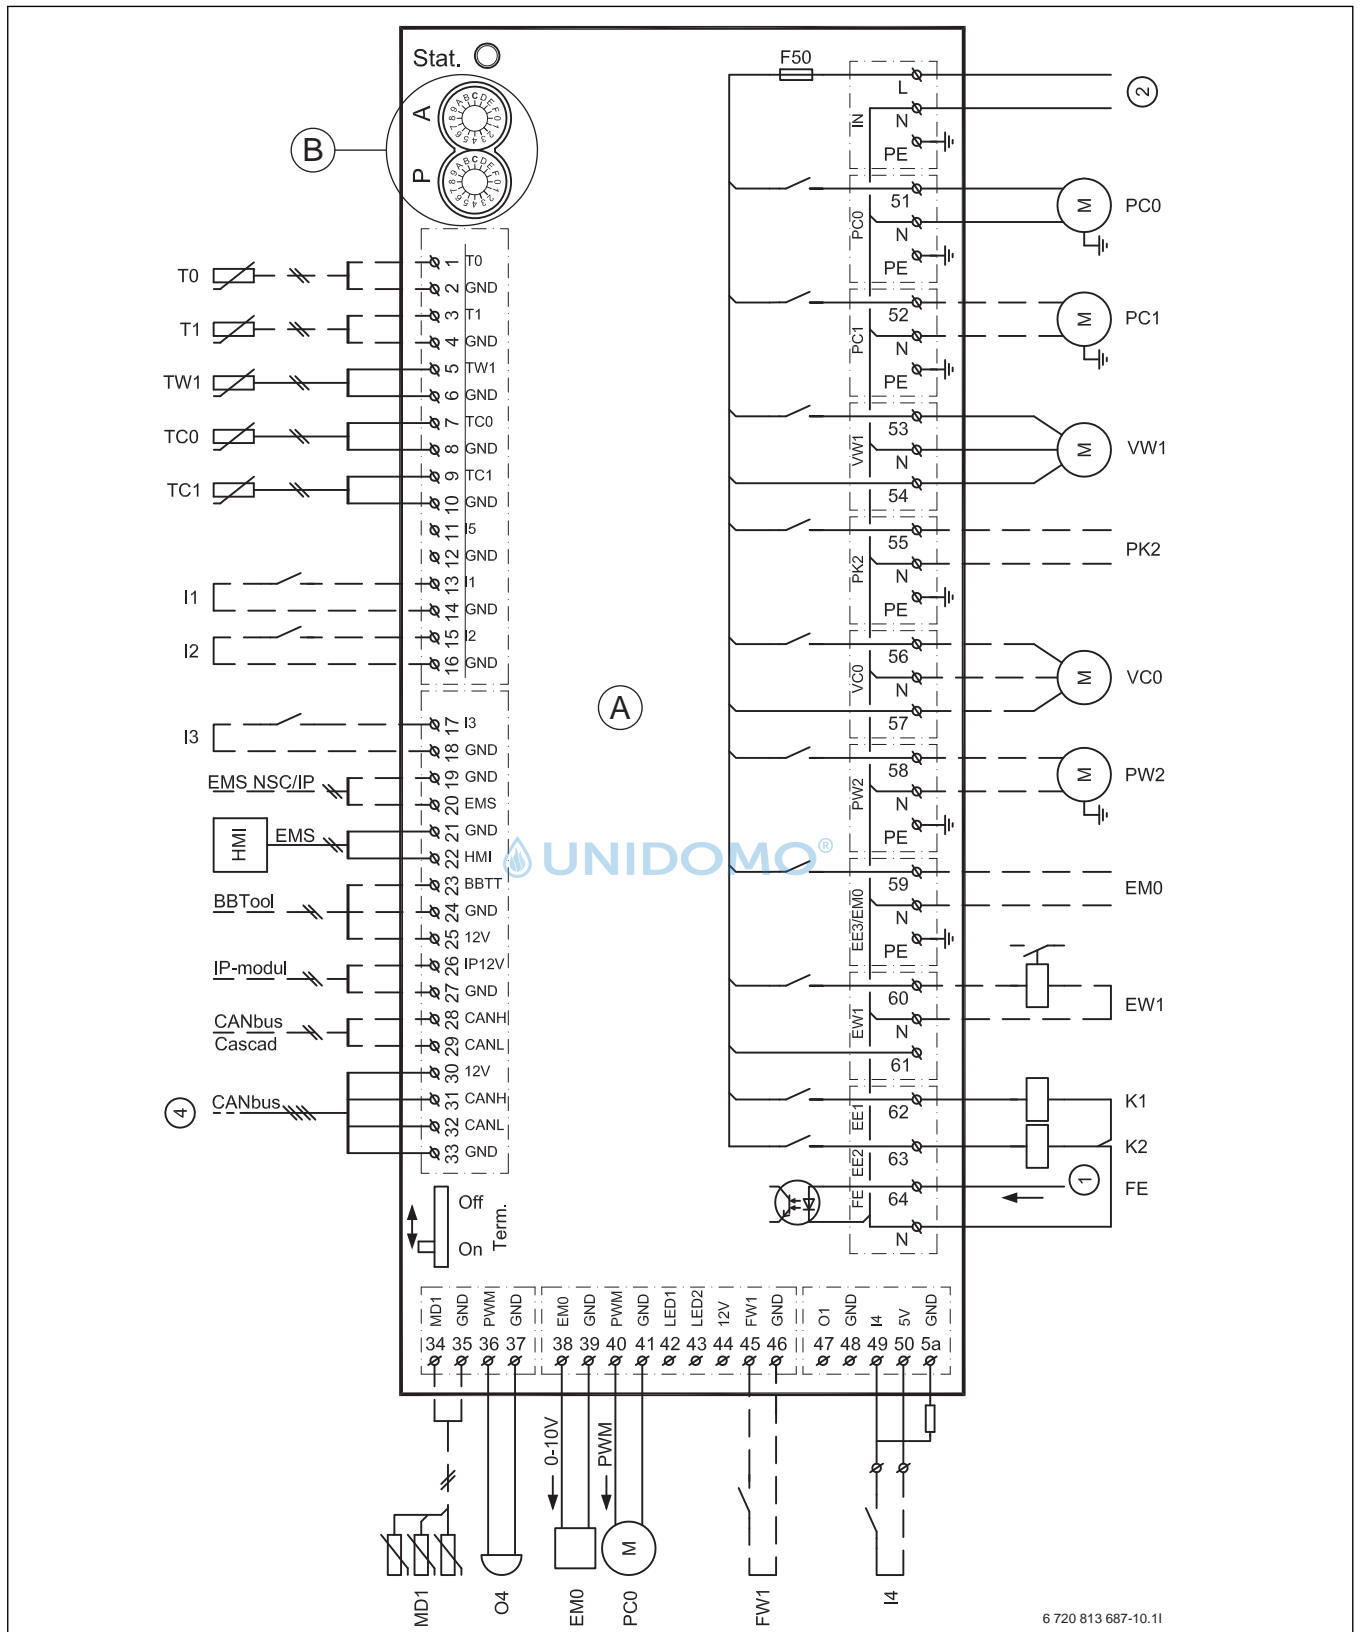 Stat.
A
P
B
F50
L
N
PE
IN
2
51
N
PE
PC0
M
PC0
52
N
PE
PC1
M
PC1
53
N
54
VW1
M
VW1
55
N
PE
PK2
PK2
56
N
57
VC0
M
VC0
58
N
PE
PW2
M
PW2
59
N
PE
EE3/EM0
EM0
60
N
61
EW1
EW1
62
EE1
K1
63
EE2
K2
64
N
FE
1
FE
T0
1 T0
2 GND
T1
3 T1
4 GND
TW1
5 TW1
6 GND
TC0
7 TC0
8 GND
TC1
9 TC1
10 GND
11 I5
12 GND
I1
13 I1
14 GND
I2
15 I2
16 GND
I3
17 I3
18 GND
EMS NSC/IP
19 GND
20 EMS
HMI
EMS
21 GND
22 HMI
BBTool
23 BBTT
24 GND
25 12V
IP-modul
26 IP12V
27 GND
CANbus
Cascad
28 CANH
29 CANL
4
CANbus
30 12V
31 CANH
32 CANL
33 GND
A
UNIDOMO®
Off
On
Term.
MD1 GND PWM GND
34 35 36 37
EM0 GND PWM GND LED1 LED2 12V FW1 GND
38 39 40 41 42 43 44 45 46
O1 GND I4 5V GND
47 48 49 50 5a
0-10V
PWM
M
MD1
O4
EM0
PC0
FW1
I4
6 720 813 687-10.1I